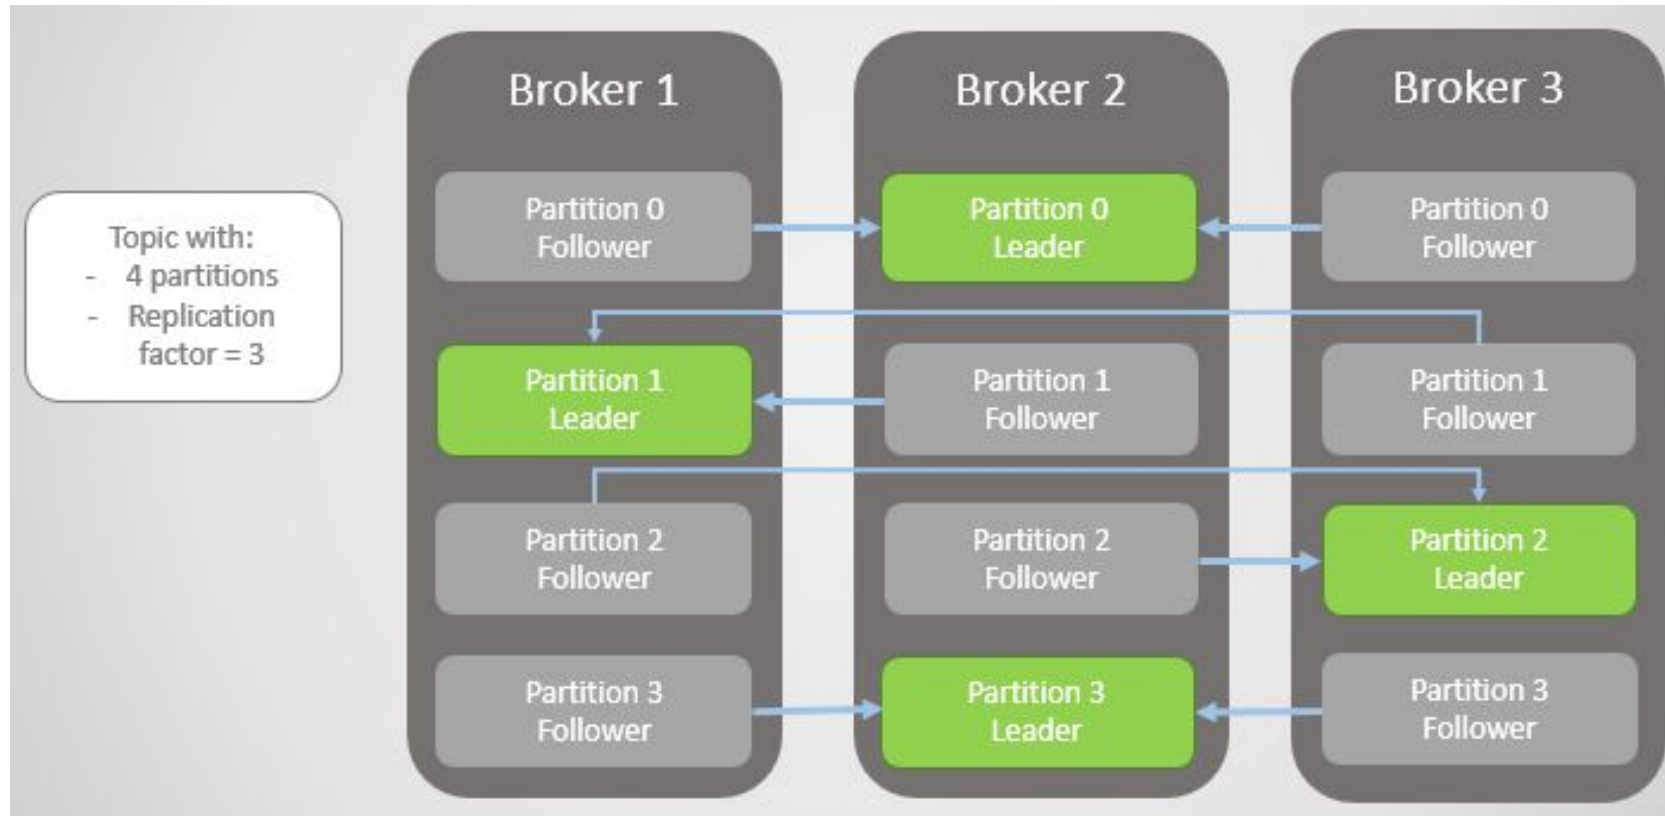 Topic with:
- 4 partitions
- Replication
factor = 3
Broker 1
Partition 0
Follower
Partition 1
Leader
Partition 2
Follower
Partition 3
Follower
Broker 2
Partition 0
Leader
Partition 1
Follower
Partition 2
Follower
Partition 3
Leader
Broker 3
Partition 0
Follower
Partition 1
Follower
Partition 2
Leader
Partition 3
Follower